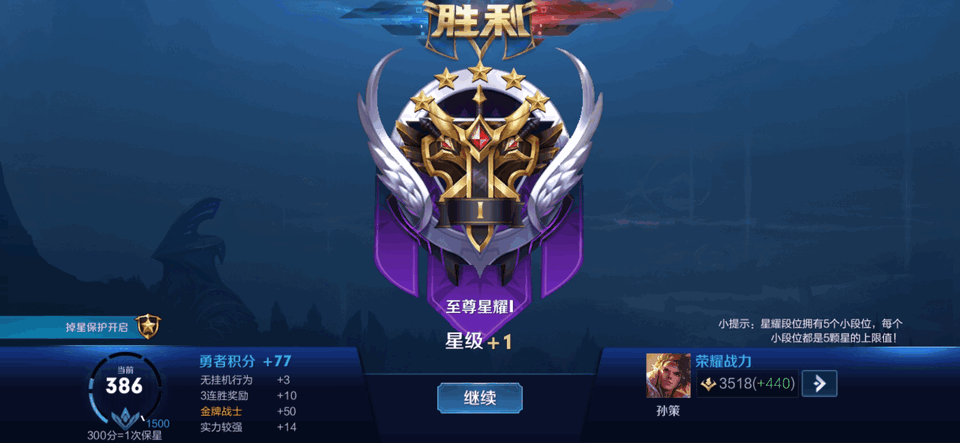 胜利
I
至尊星耀I
星级+1
继续
掉星保护开启
当前
386
1500
300分=1次保星
勇者积分 +77
无挂机行为 +3
3连胜奖励 +10
金牌战士 +50
实力较强 +14
小提示：星耀段位拥有5个小段位，每个
小段位都是5颗星的上限值！
荣耀战力
3518(+440)
孙策